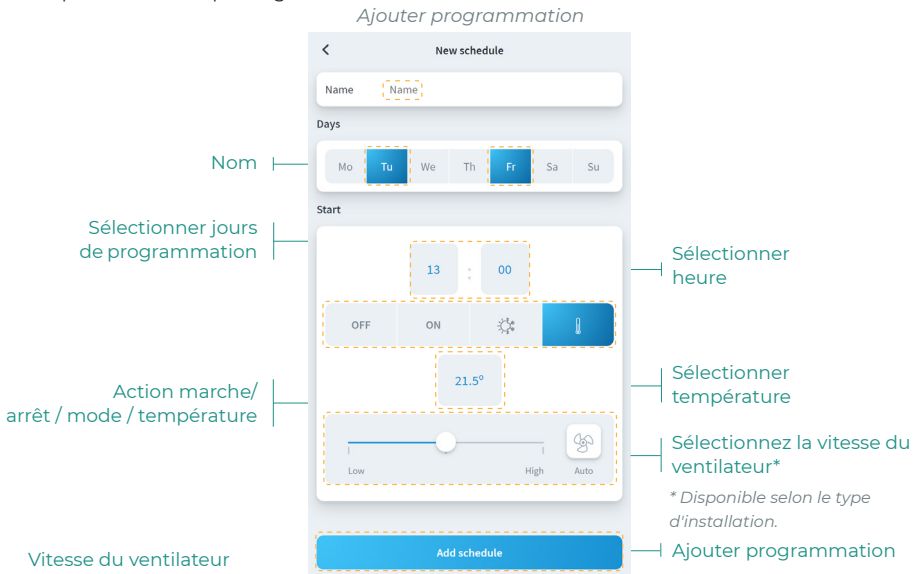 Ajouter programmation
New schedule
Name Name
Days
Mo Tu We Th Fr Sa Su
Nom
Start
Sélectionner jours
de programmation
13 : 00
Sélectionner
heure
OFF ON
21.5°
Sélectionner
température
Action marche/
arrêt / mode / température
Low High Auto
Sélectionnez la vitesse du
ventilateur*
* Disponible selon le type
d'installation.
Add schedule
Ajouter programmation
Vitesse du ventilateur